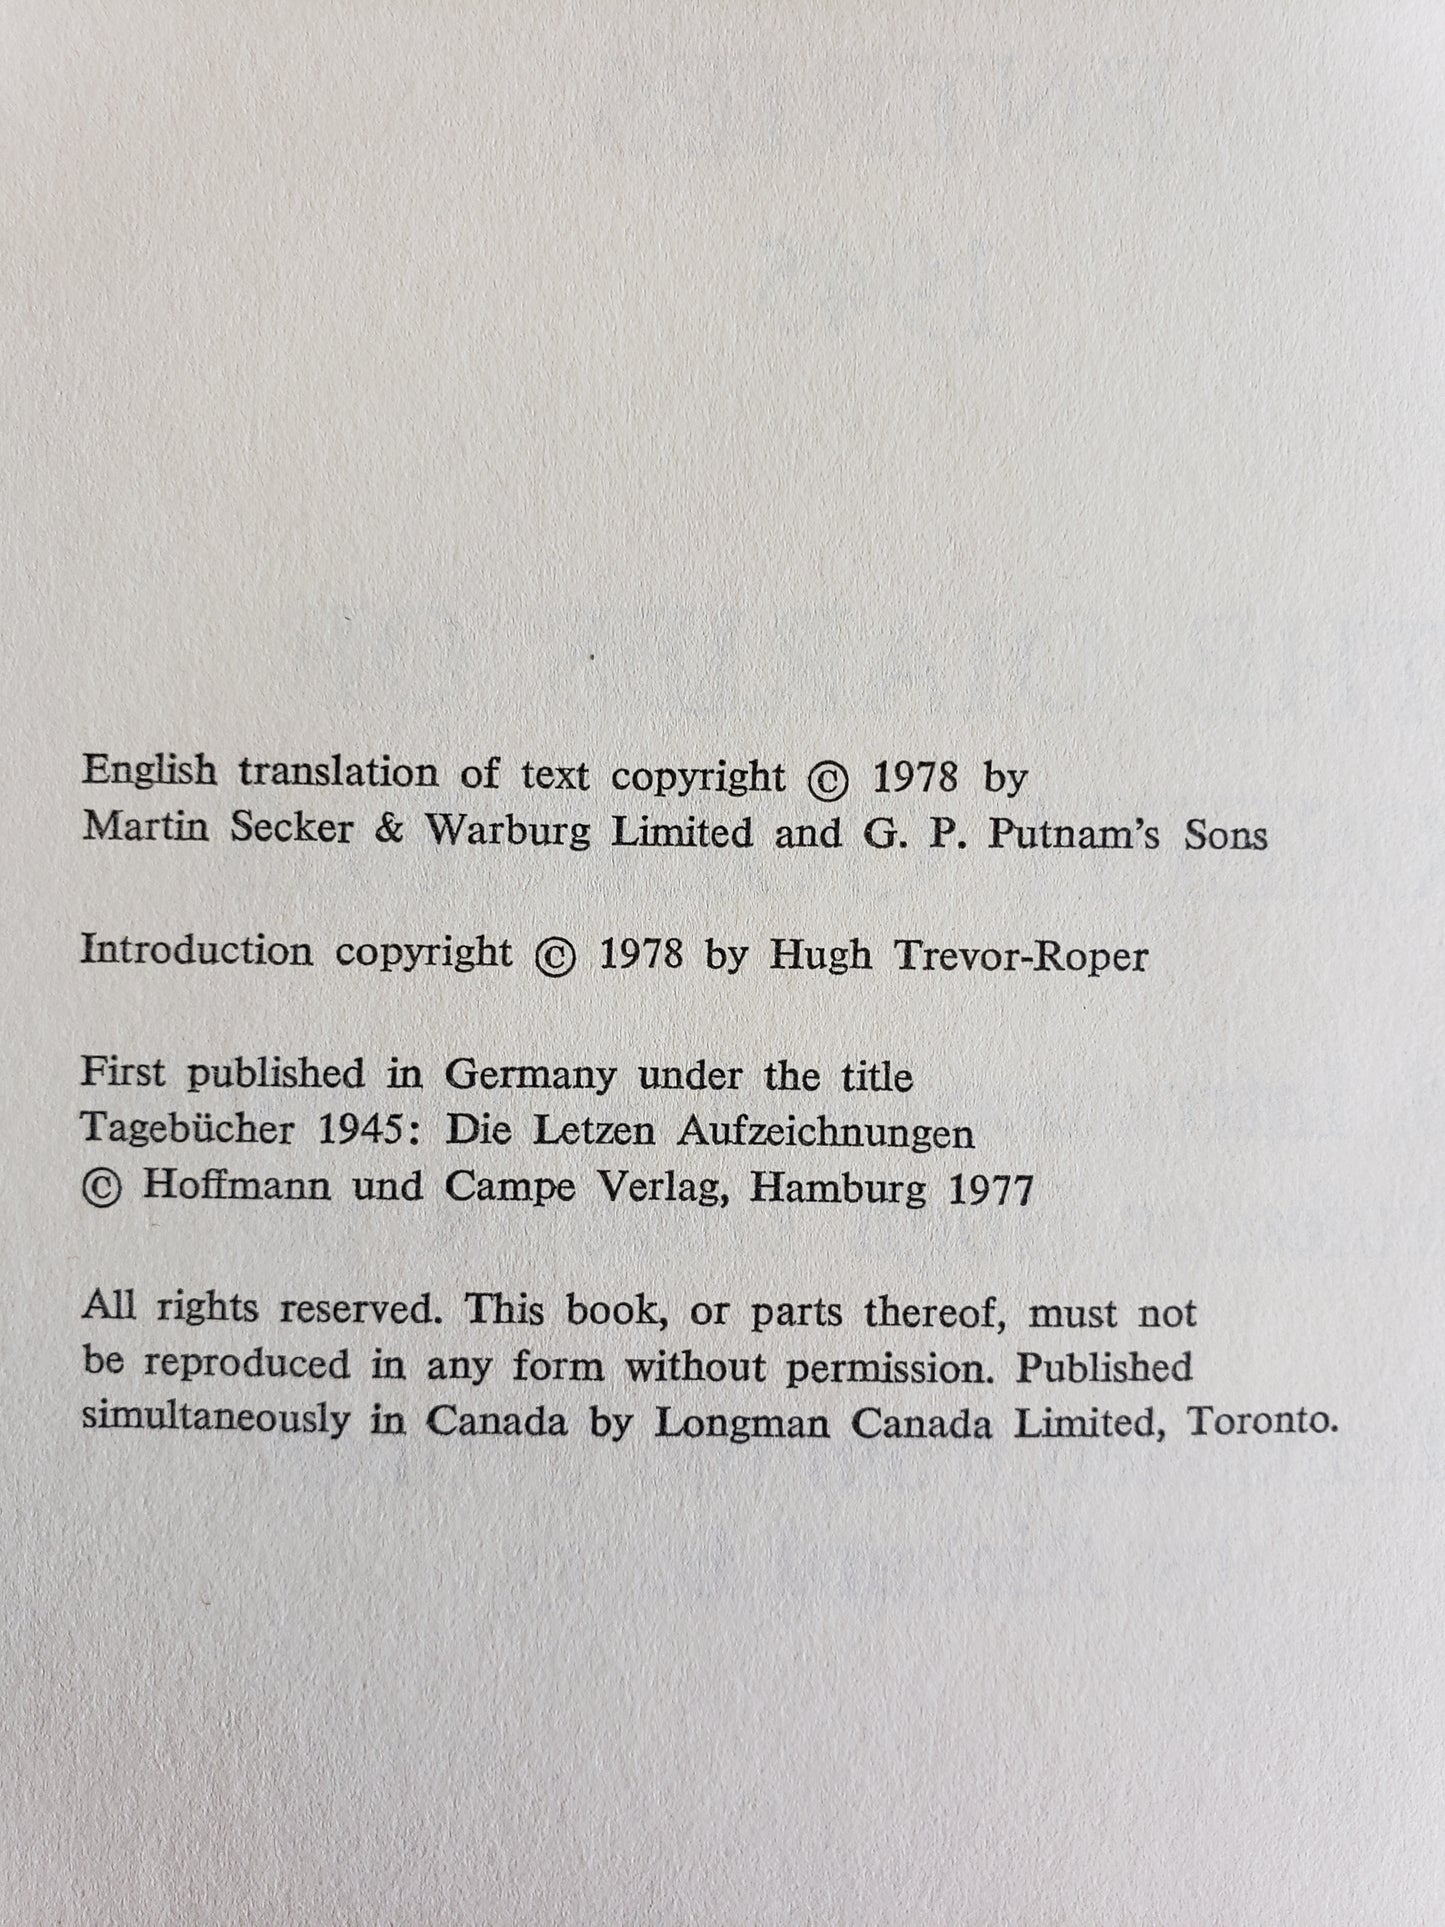 English translation of text copyright © 1978 by
Martin Secker & Warburg Limited and G. P. Putnam's Sons
Introduction copyright © 1978 by Hugh Trevor-Roper
First published in Germany under the title
Tagebücher 1945: Die Letzen Aufzeichnungen
© Hoffmann und Campe Verlag, Hamburg 1977
All rights reserved. This book, or parts thereof, must not
be reproduced in any form without permission. Published
simultaneously in Canada by Longman Canada Limited, Toronto.